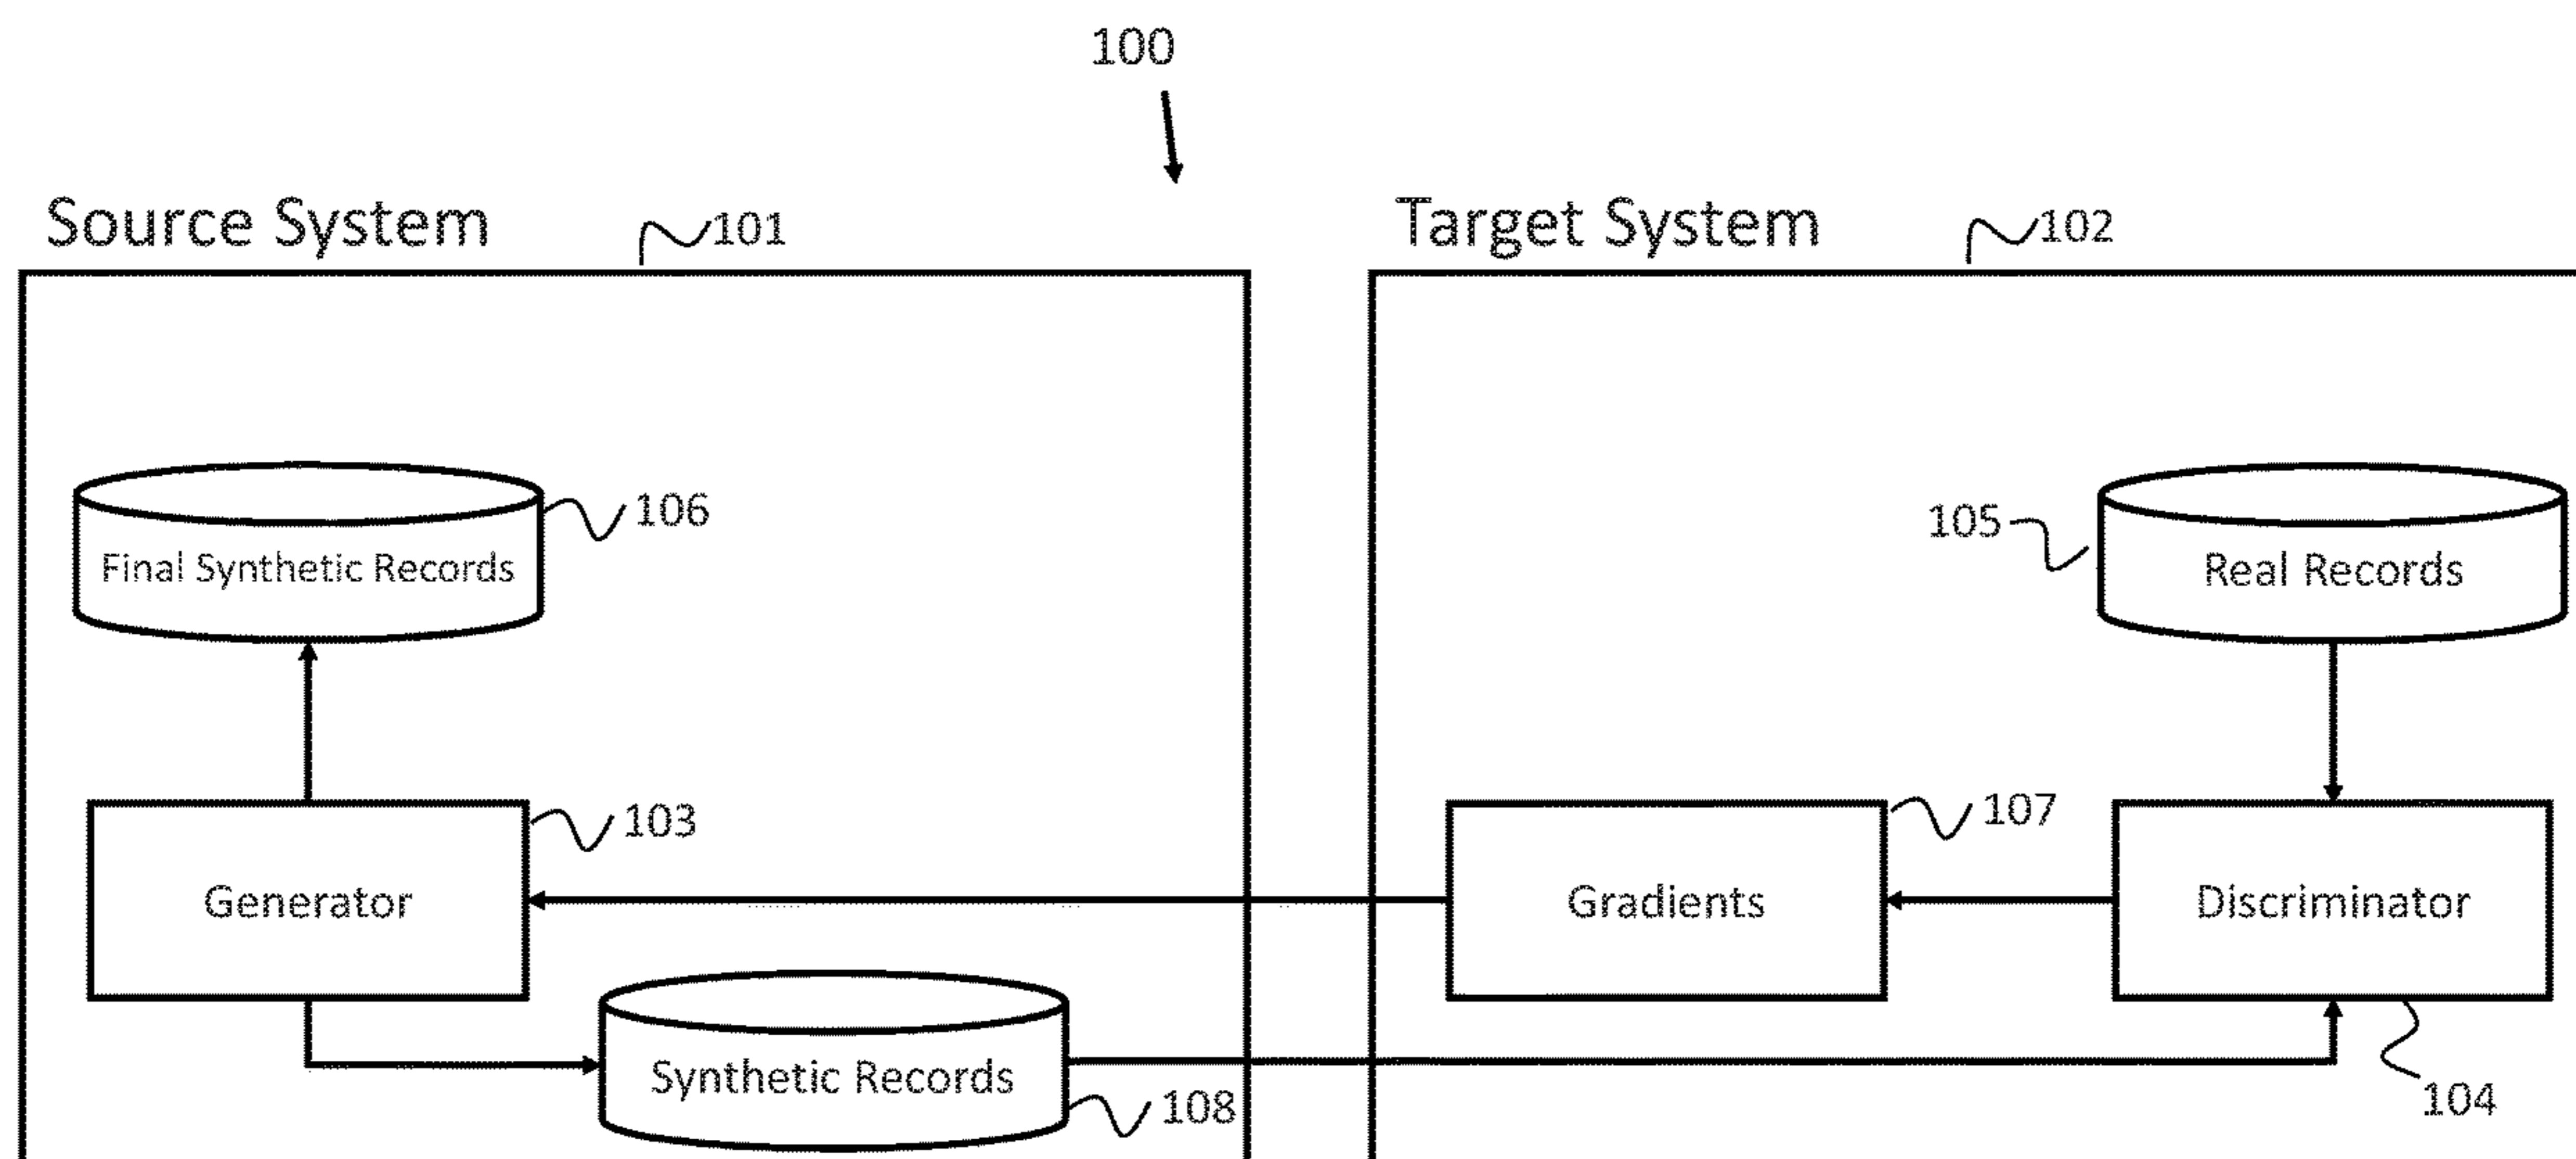 100
Source System
101
Target System
102
106
Final Synthetic Records
105
Real Records
103
Generator
107
Gradients
Discriminator
Synthetic Records
108
104